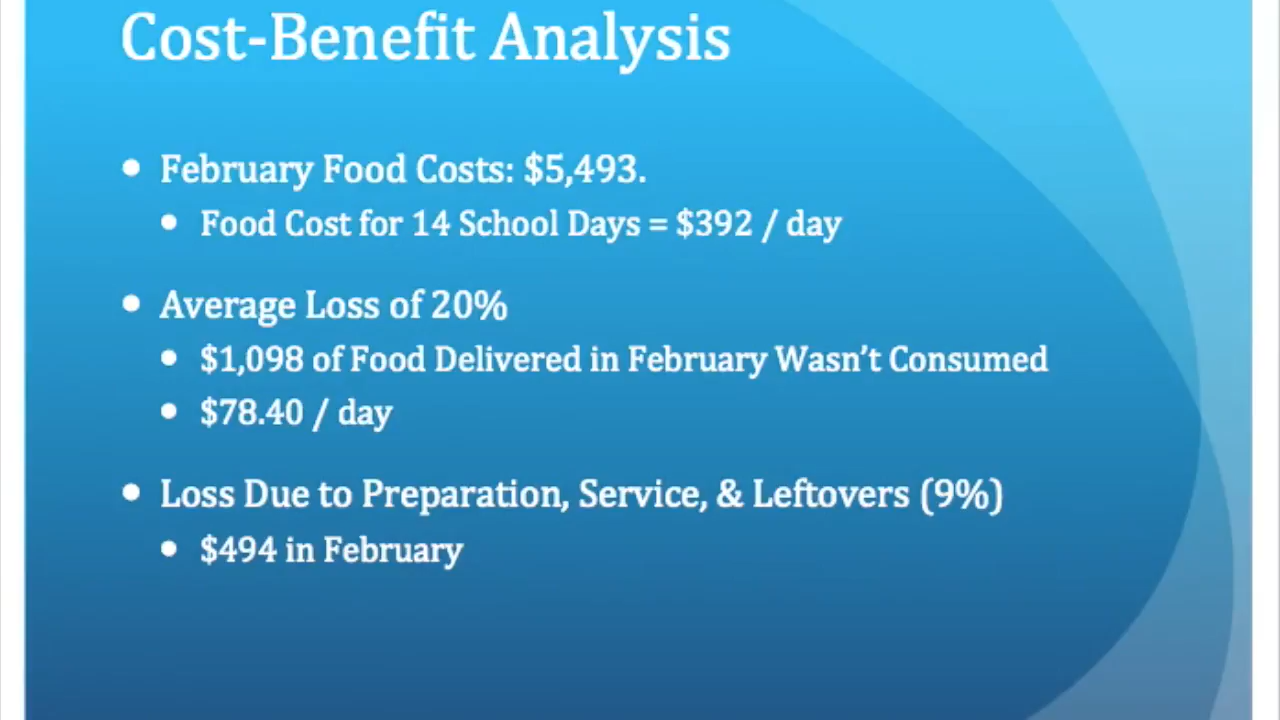 Cost-Benefit Analysis
• February Food Costs: $5,493.
• Food Cost for 14 School Days = $392 / day
• Average Loss of 20%
• $1,098 of Food Delivered in February Wasn’t Consumed
• $78.40 / day
• Loss Due to Preparation, Service, & Leftovers (9%)
• $494 in February